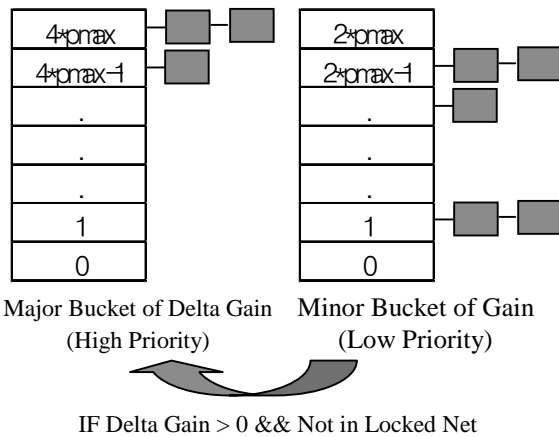 4*pmax
4*pmax-1
.
.
.
1
0
Major Bucket of Delta Gain
(High Priority)
2*pmax
2*pmax-1
.
.
.
1
0
Minor Bucket of Gain
(Low Priority)
IF Delta Gain > 0 && Not in Locked Net